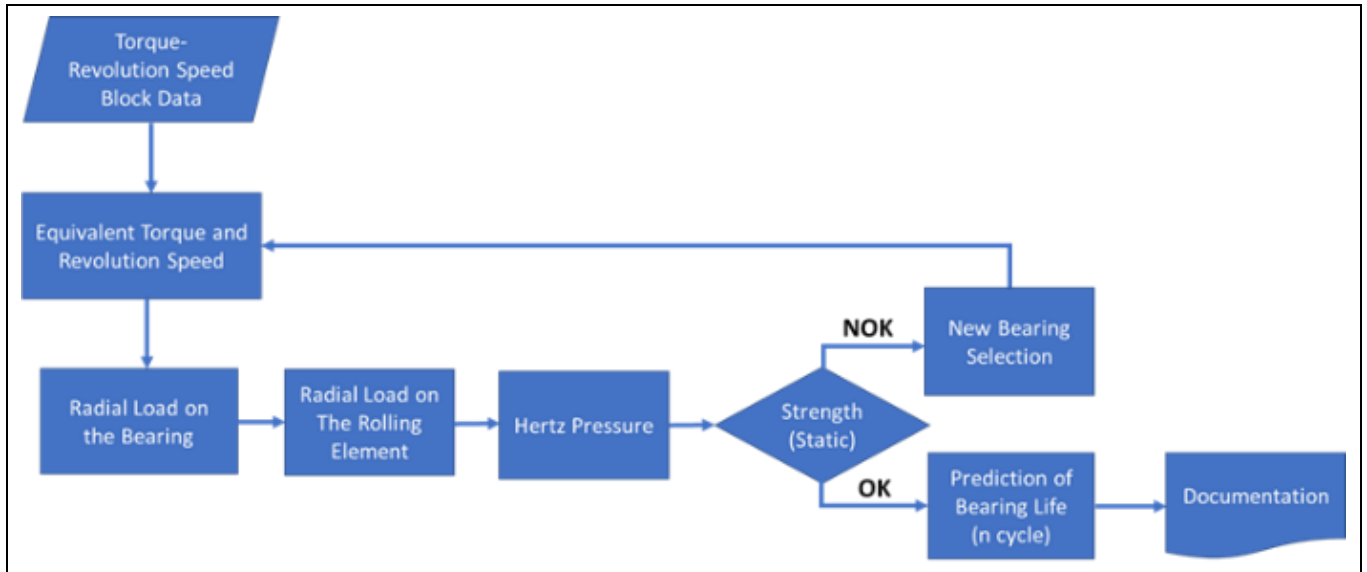 Torque-
Revolution Speed
Block Data
Equivalent Torque and
Revolution Speed
Radial Load on
the Bearing
Radial Load on
The Rolling
Element
Hertz Pressure
Strength
(Static)
NOK
New Bearing
Selection
OK
Prediction of
Bearing Life
(n cycle)
Documentation